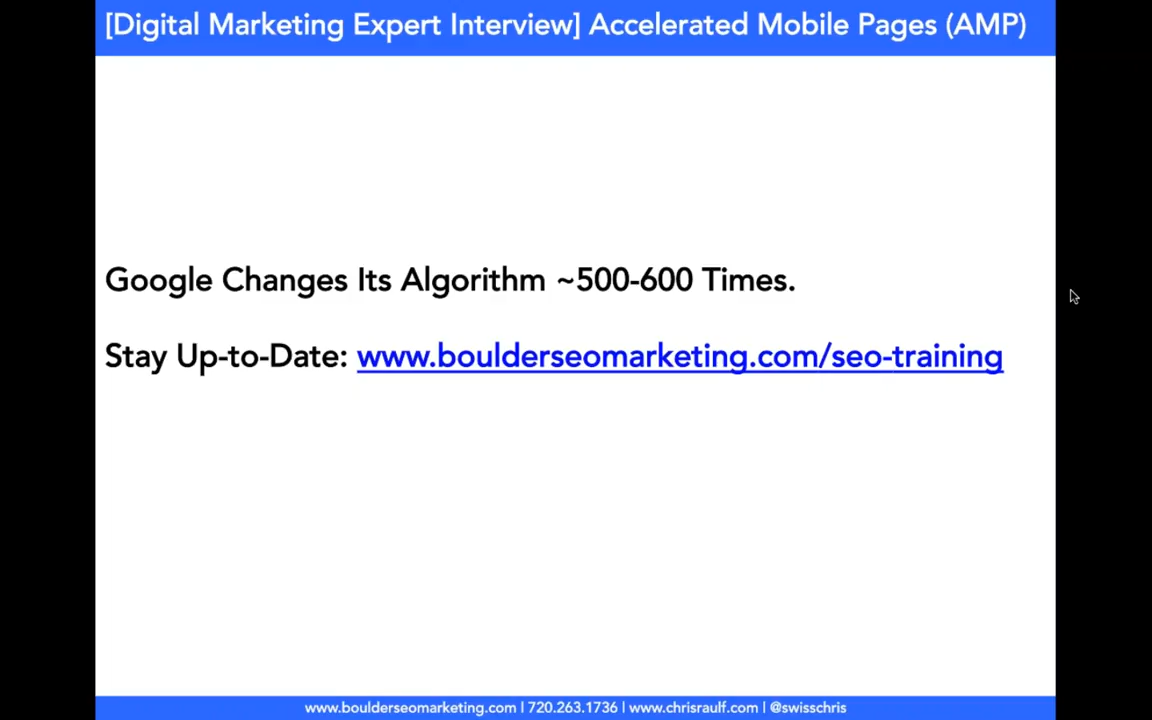 [Digital Marketing Expert Interview] Accelerated Mobile Pages (AMP)
Google Changes Its Algorithm ~500-600 Times.
Stay Up-to-Date: www.boulderseomarketing.com/seo-training
www.boulderseomarketing.com | 720.263.1736 | www.chrisraulf.com | @swisschris